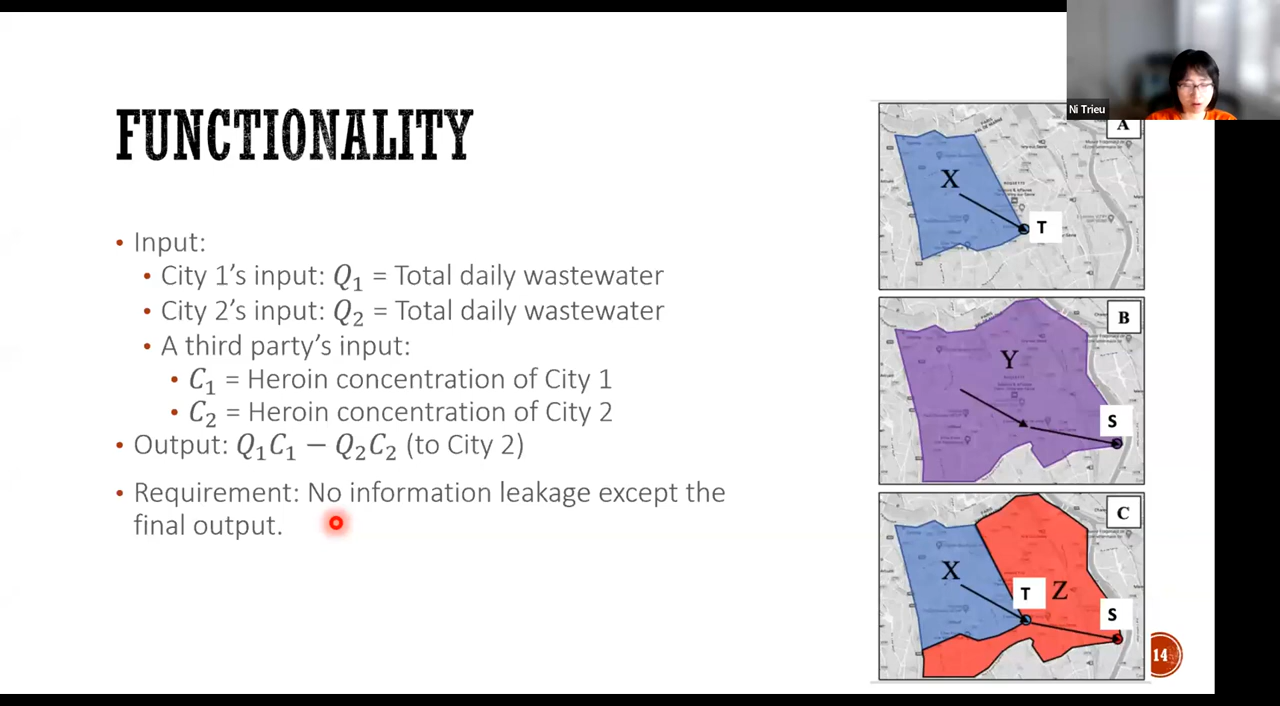 FUNCTIONALITY
• Input:
• City 1's input: Q₁ = Total daily wastewater
• City 2's input: Q₂ = Total daily wastewater
• A third party's input:
• C₁ = Heroin concentration of City 1
• C₂ = Heroin concentration of City 2
• Output: Q₁C₁ − Q₂C₂ (to City 2)
• Requirement: No information leakage except the
final output.
Ni Trieu
A
X
T
B
Y
S
C
X
T
Z
S
14